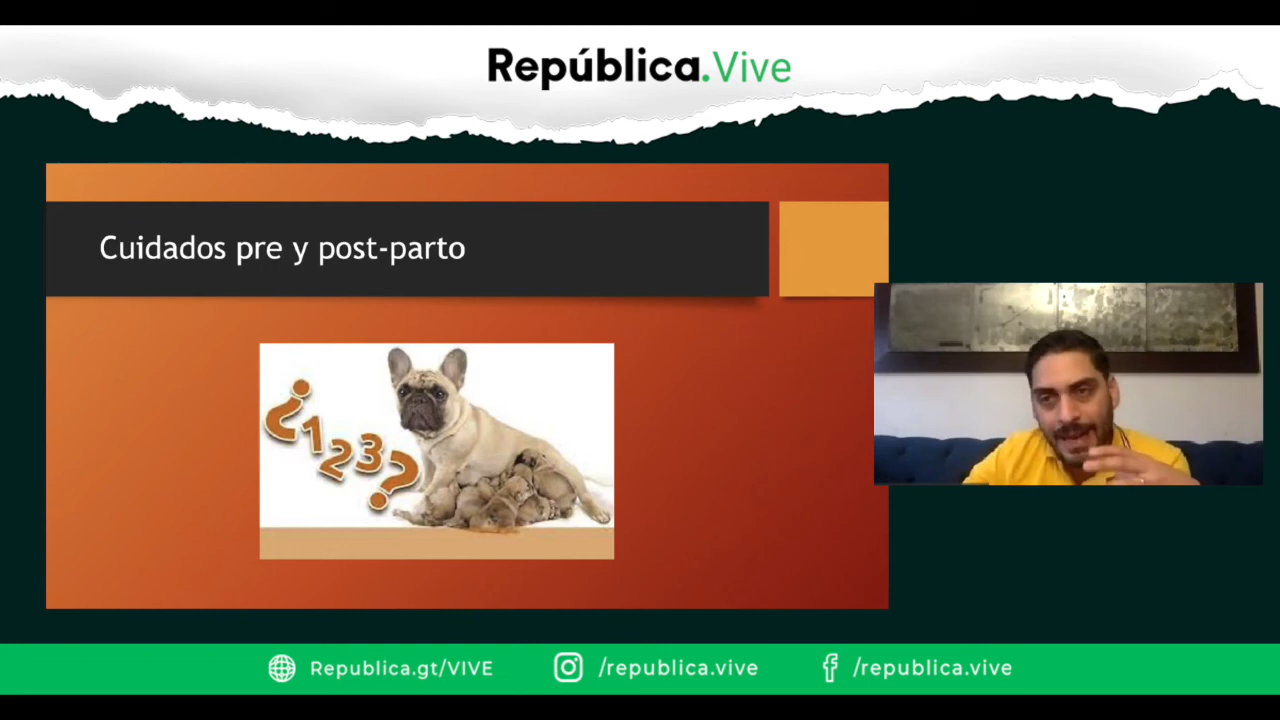 República.Vive
Cuidados pre y post-parto
¿123?
Republica.gt/VIVE
/republica.vive
/republica.vive